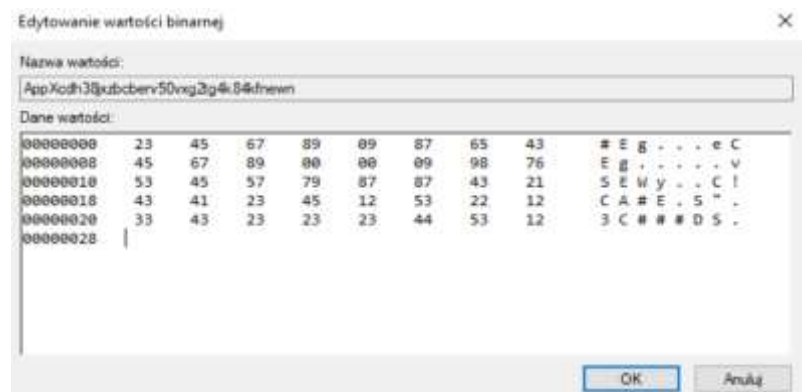 Edytowanie wartości binarnej
Nazwa wartości:
Dane wartości:
00000000 23 45 67 89 09 87 65 43 # E g . . . e C
00000008 45 67 89 00 00 09 98 76 E g . . . . . v
00000010 53 45 57 79 87 87 43 21 S E W y . . C !
00000018 43 41 23 45 12 53 22 12 C A # E . S " .
00000020 33 43 23 23 23 44 53 12 3 C # # # D S .
00000028
OK Anuluj